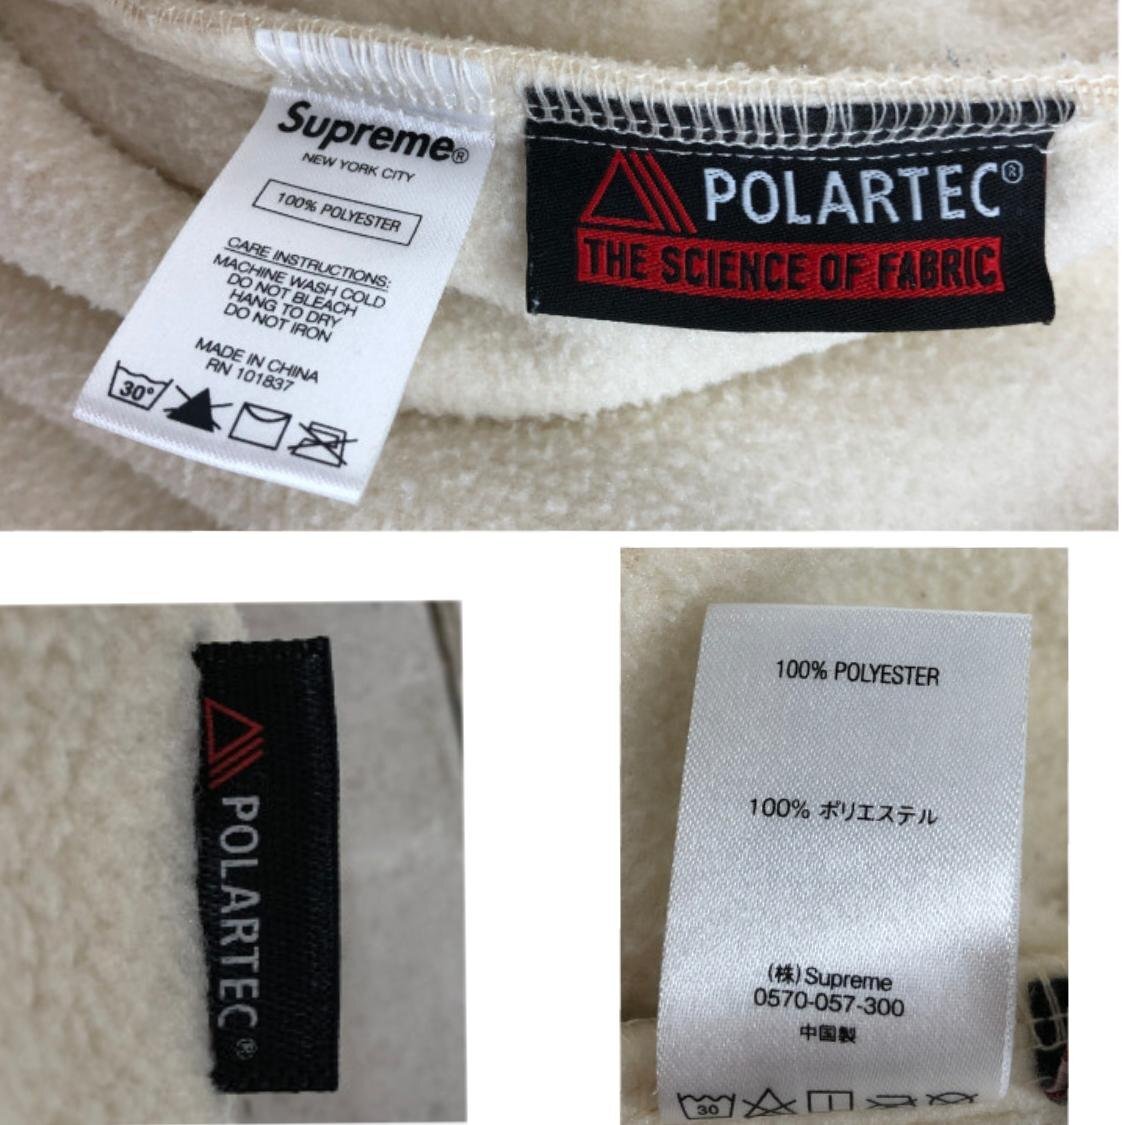 Supreme®
NEW YORK CITY
100% POLYESTER
CARE INSTRUCTIONS:
MACHINE WASH COLD
DO NOT BLEACH
HANG TO DRY
DO NOT IRON
MADE IN CHINA
RN 101837
30°
POLARTEC®
THE SCIENCE OF FABRIC
POLARTEC®
100% POLYESTER
100% ポリエステル
(株)Supreme
0570-057-300
中国製
30